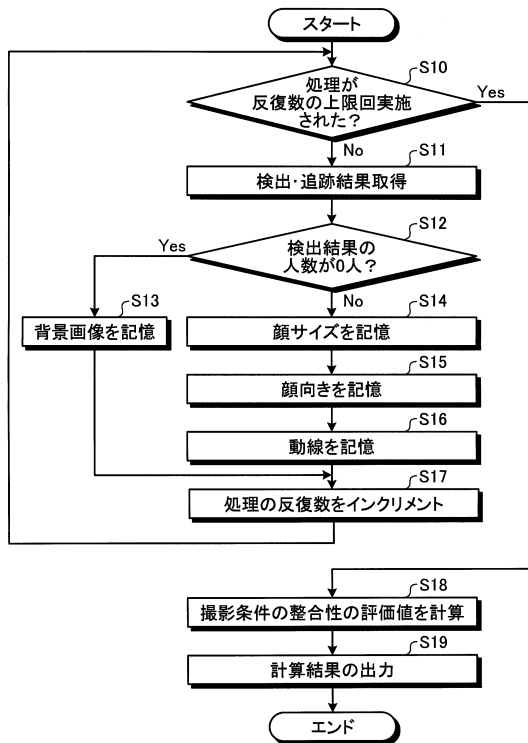 スタート
S10
処理が
反復数の上限回実施
された？
Yes
No
S11
検出・追跡結果取得
S12
検出結果の
人数が0人？
Yes
No
S13
背景画像を記憶
S14
顔サイズを記憶
S15
顔向きを記憶
S16
動線を記憶
S17
処理の反復数をインクリメント
S18
撮影条件の整合性の評価値を計算
S19
計算結果の出力
エンド